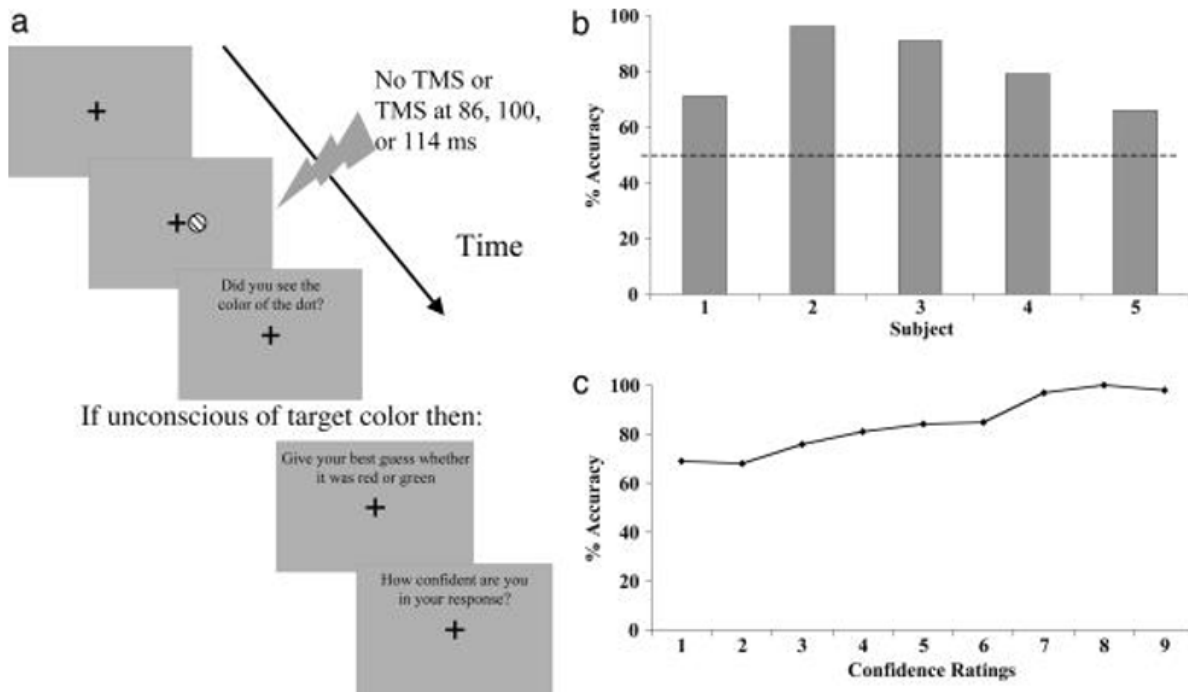 a
No TMS or
TMS at 86, 100,
or 114 ms
Time
Did you see the
color of the dot?
If unconscious of target color then:
Give your best guess whether
it was red or green
How confident are you
in your response?
b
% Accuracy
100
80
60
40
20
0
1 2 3 4 5
Subject
c
% Accuracy
100
80
60
40
20
0
1 2 3 4 5 6 7 8 9
Confidence Ratings